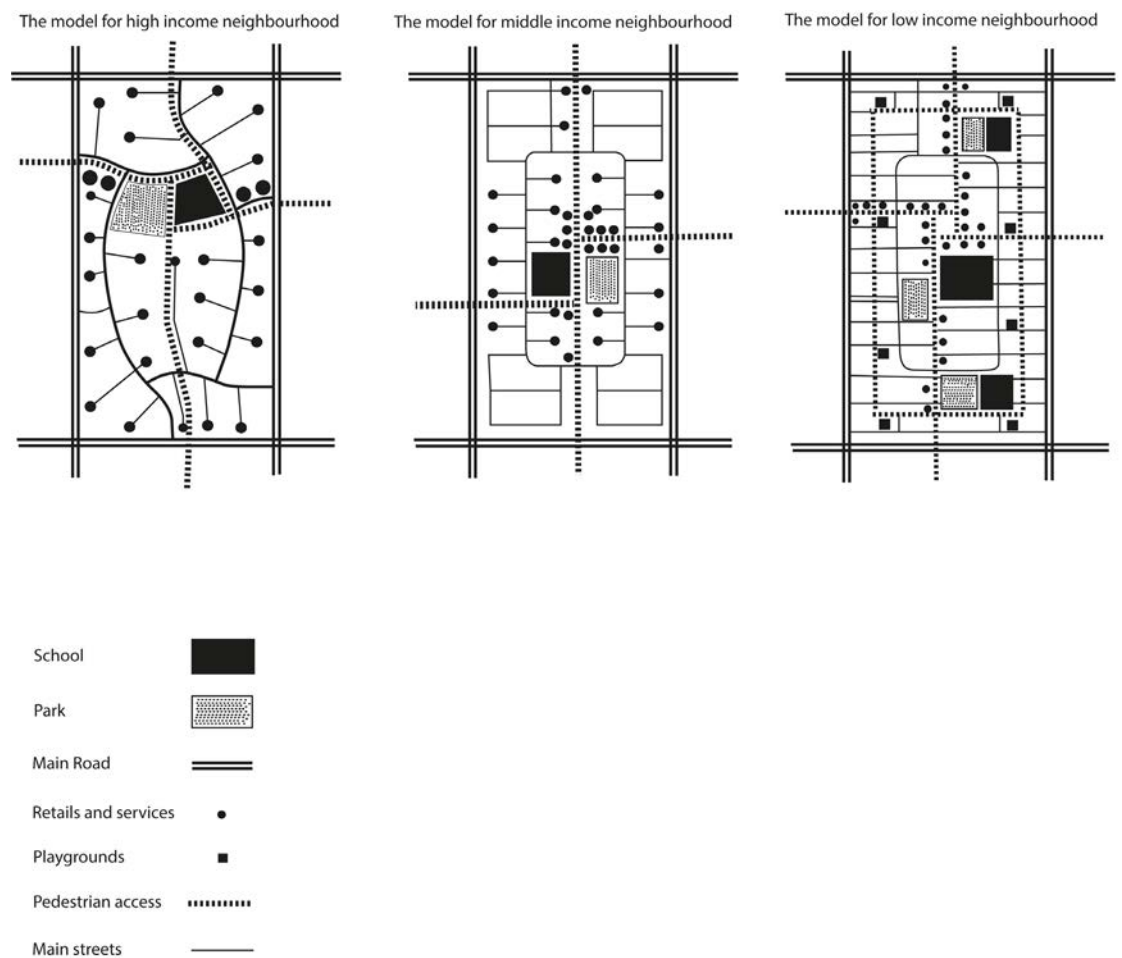 The model for high income neighbourhood
The model for middle income neighbourhood
The model for low income neighbourhood
School
Park
Main Road
Retails and services
Playgrounds
Pedestrian access
Main streets